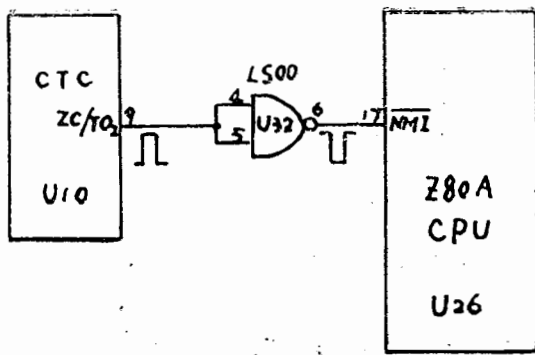 CTC
ZC/TO2
9
U10
LS00
4
5
U32
6
17
NMI
Z80A
CPU
U26